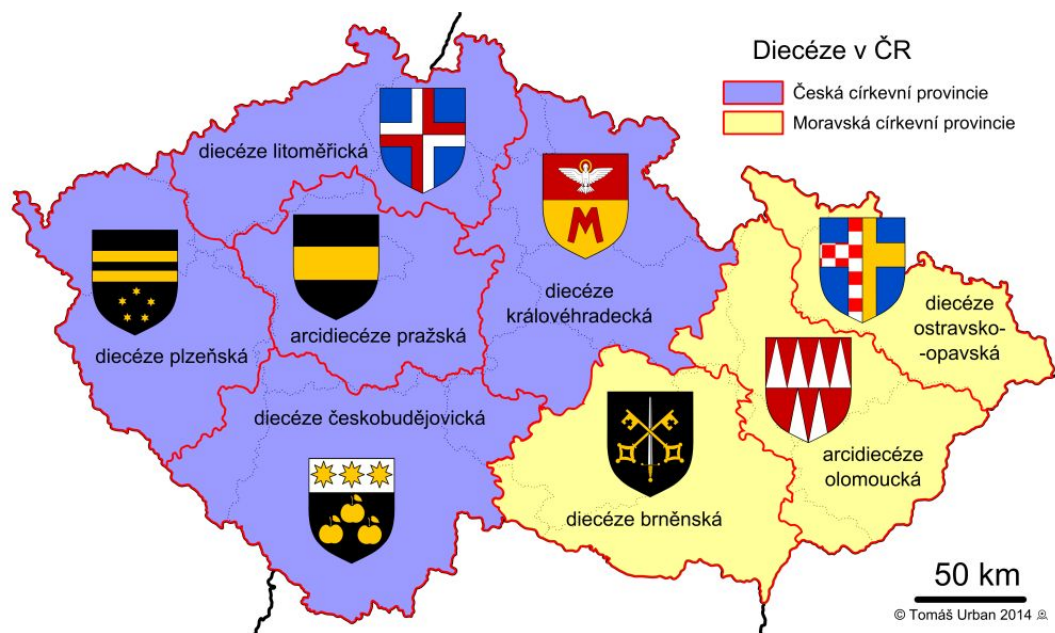 Diecéze v ČR
Česká církevní provincie
Moravská církevní provincie
diecéze litoměřická
M
diecéze
královéhradecká
diecéze
ostravsko-
-opavská
diecéze plzeňská
arcidiecéze pražská
diecéze českobudějovická
arcidiecéze
olomoucká
diecéze brněnská
50 km
© Tomáš Urban 2014